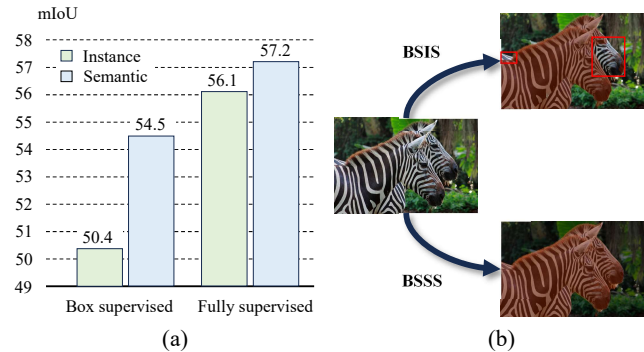 mIoU
58
57
56
55
54
53
52
51
50
49
Instance
Semantic
50.4
54.5
56.1
57.2
Box supervised
Fully supervised
(a)
BSIS
BSSS
(b)